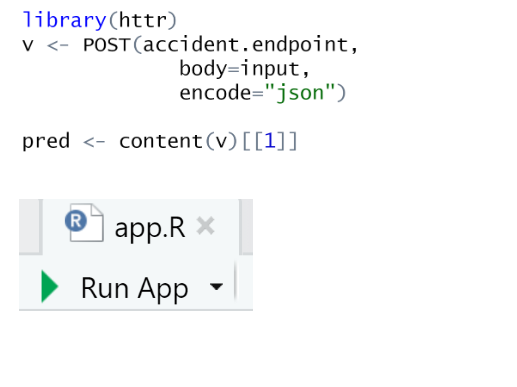 library(httr)
v <- POST(accident.endpoint,
             body=input,
             encode="json")
pred <- content(v)[[1]]
R app.R ×
Run App